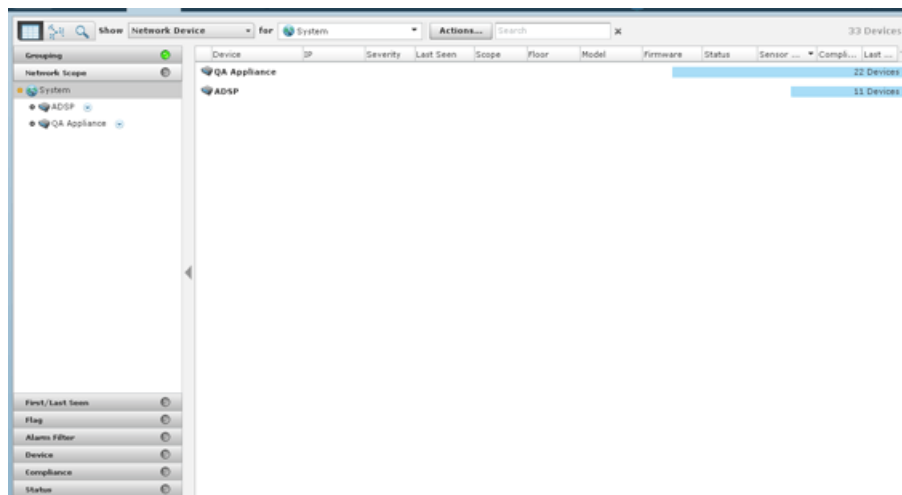 Show Network Device for System Actions... Search x 33 Devices
Grouping
Device IP Severity Last Seen Scope Floor Model Firmware Status Sensor ... Compli... Last ...
Network Scope
QA Appliance 22 Devices
System
ADSP 11 Devices
ADSP
QA Appliance
First/Last Seen
Flag
Alarm Filter
Device
Compliance
Status